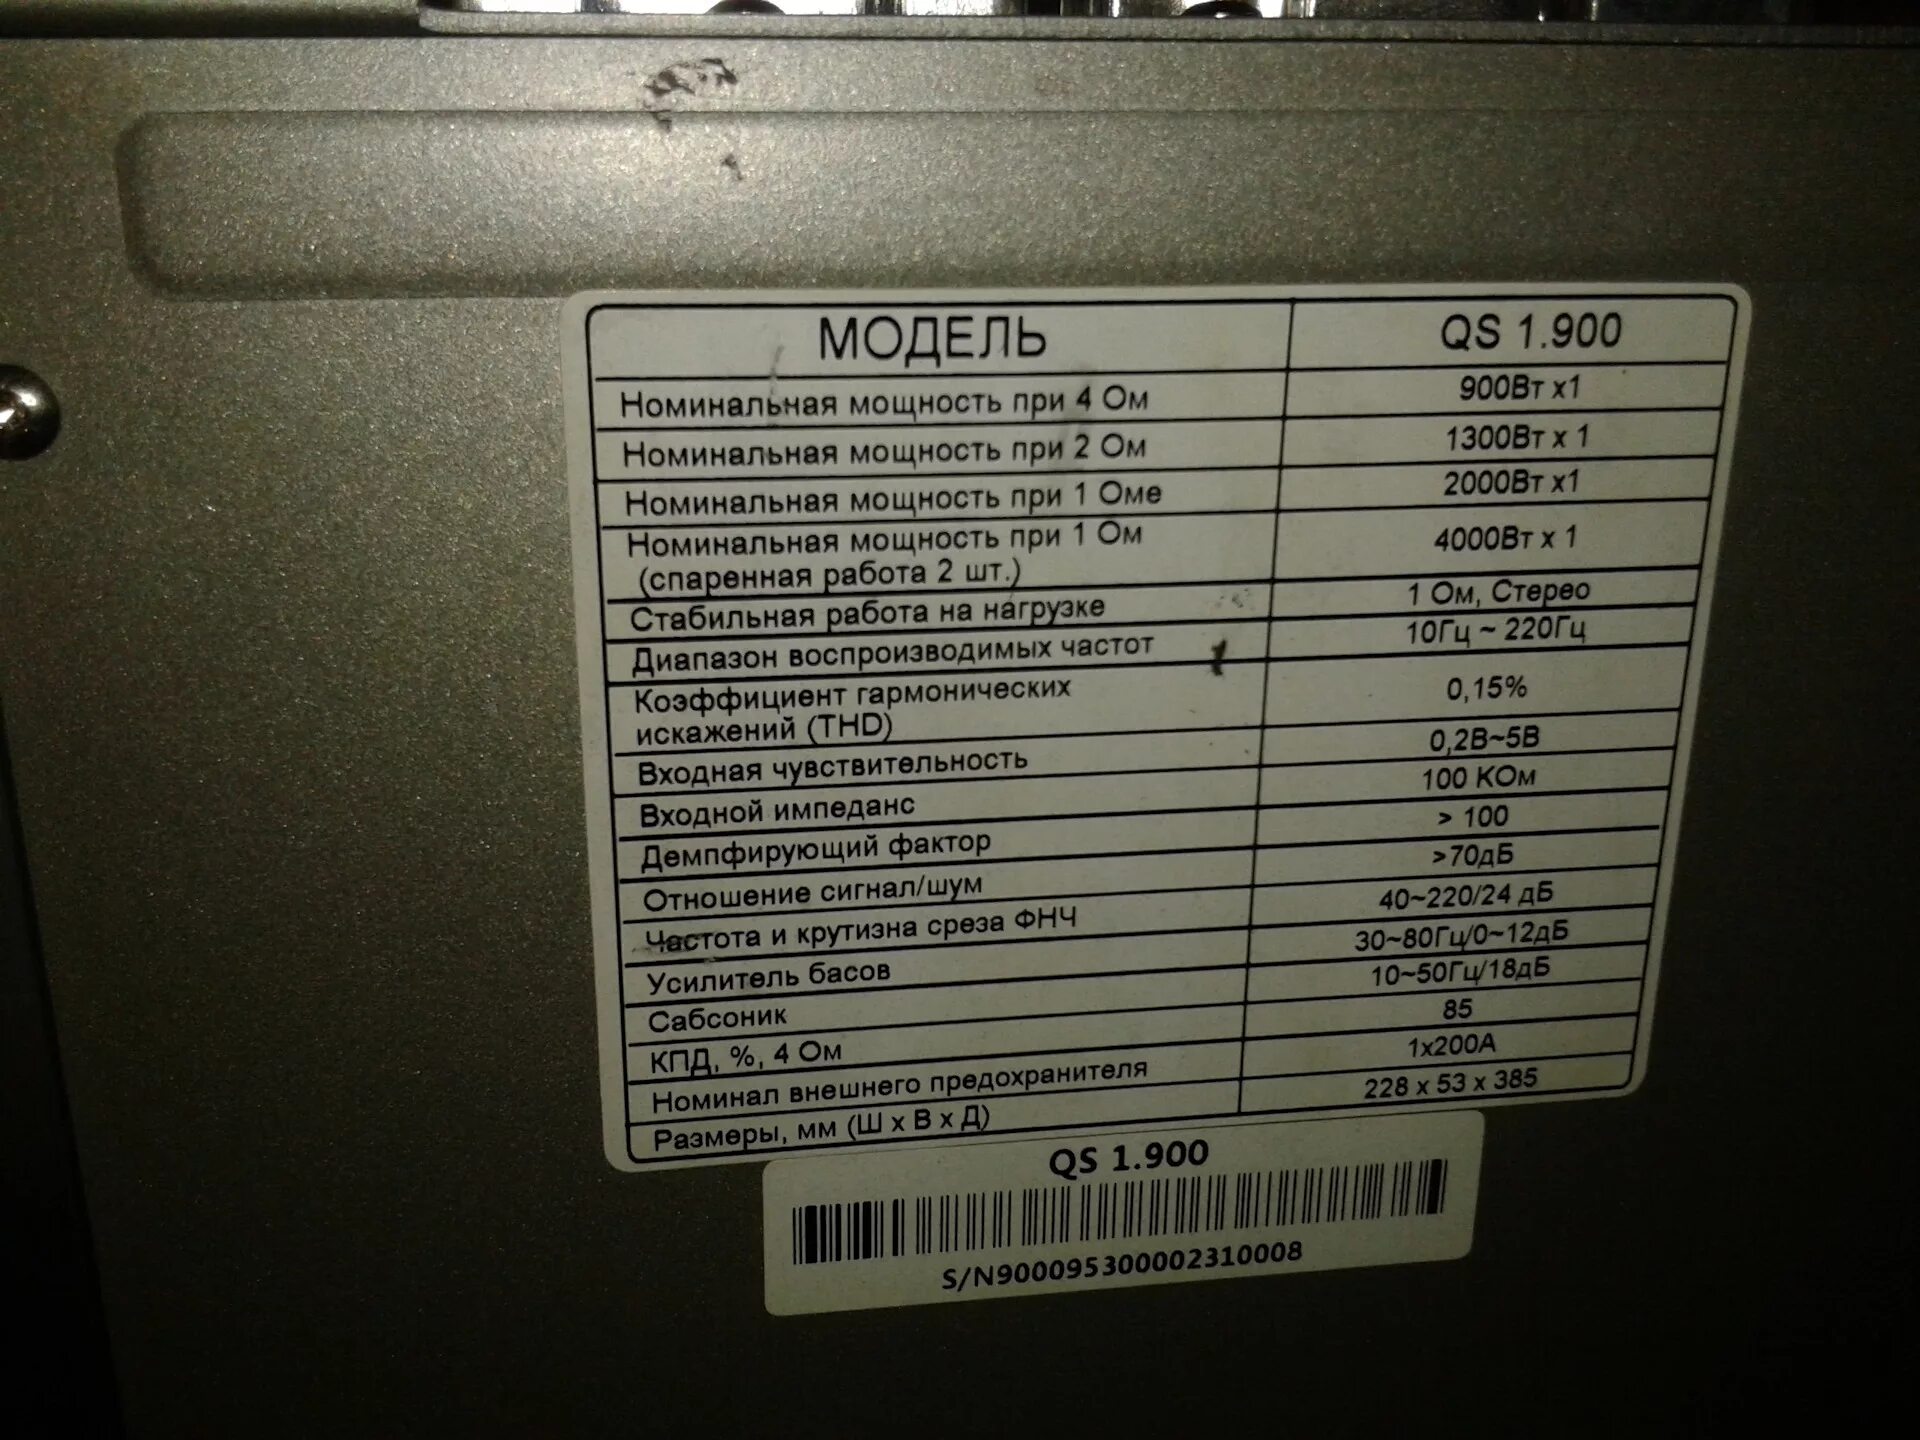 МОДЕЛЬ QS 1.900
Номинальная мощность при 4 Ом 900Вт x1
Номинальная мощность при 2 Ом 1300Вт x 1
Номинальная мощность при 1 Оме 2000Вт x1
Номинальная мощность при 1 Ом 4000Вт x 1
(спаренная работа 2 шт.)
Стабильная работа на нагрузке 1 Ом, Стерео
Диапазон воспроизводимых частот 10Гц ~ 220Гц
Коэффициент гармонических 0,15%
искажений (THD)
Входная чувствительность 0,2В~5В
Входной импеданс 100 КОм
Демпфирующий фактор > 100
Отношение сигнал/шум >70дБ
Частота и крутизна среза ФНЧ 40~220/24 дБ
Усилитель басов 30~80Гц/0~12дБ
Сабсоник 10~50Гц/18дБ
КПД, %, 4 Ом 85
Номинал внешнего предохранителя 1x200А
Размеры, мм (Ш x В x Д) 228 x 53 x 385
QS 1.900
S/N900095300002310008